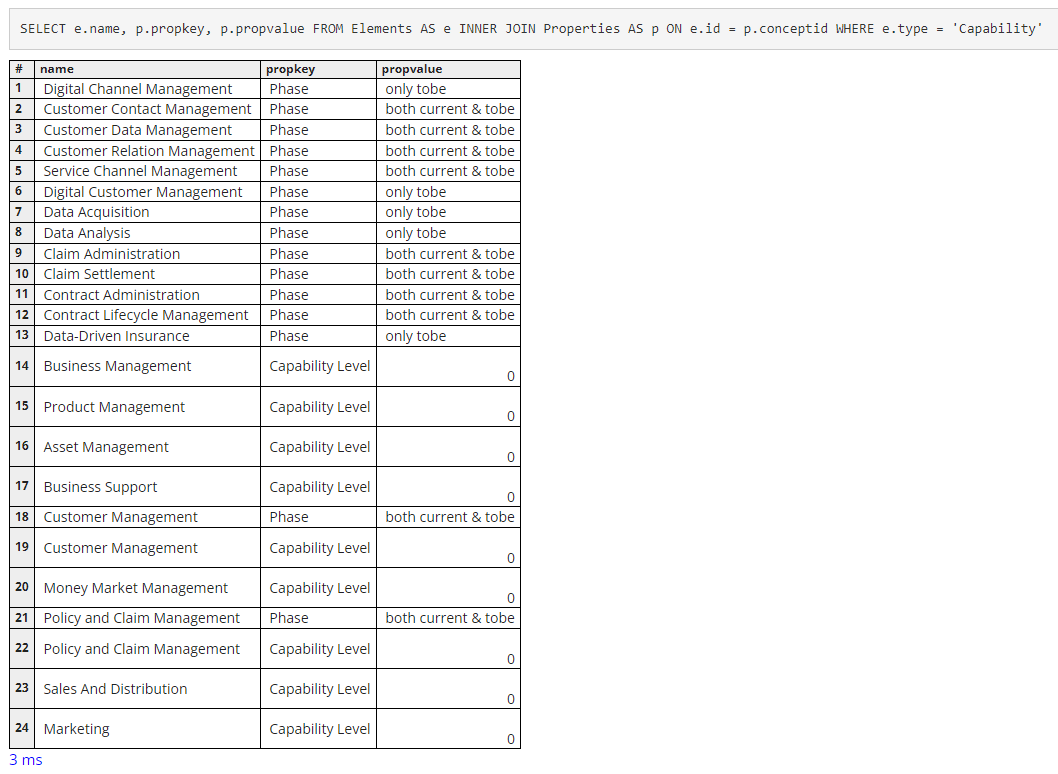 SELECT e.name, p.propkey, p.propvalue FROM Elements AS e INNER JOIN Properties AS p ON e.id = p.conceptid WHERE e.type = 'Capability'
# name propkey propvalue
1 Digital Channel Management Phase only tobe
2 Customer Contact Management Phase both current & tobe
3 Customer Data Management Phase both current & tobe
4 Customer Relation Management Phase both current & tobe
5 Service Channel Management Phase both current & tobe
6 Digital Customer Management Phase only tobe
7 Data Acquisition Phase only tobe
8 Data Analysis Phase only tobe
9 Claim Administration Phase both current & tobe
10 Claim Settlement Phase both current & tobe
11 Contract Administration Phase both current & tobe
12 Contract Lifecycle Management Phase both current & tobe
13 Data-Driven Insurance Phase only tobe
14 Business Management Capability Level 0
15 Product Management Capability Level 0
16 Asset Management Capability Level 0
17 Business Support Capability Level 0
18 Customer Management Phase both current & tobe
19 Customer Management Capability Level 0
20 Money Market Management Capability Level 0
21 Policy and Claim Management Phase both current & tobe
22 Policy and Claim Management Capability Level 0
23 Sales And Distribution Capability Level 0
24 Marketing Capability Level 0
3 ms